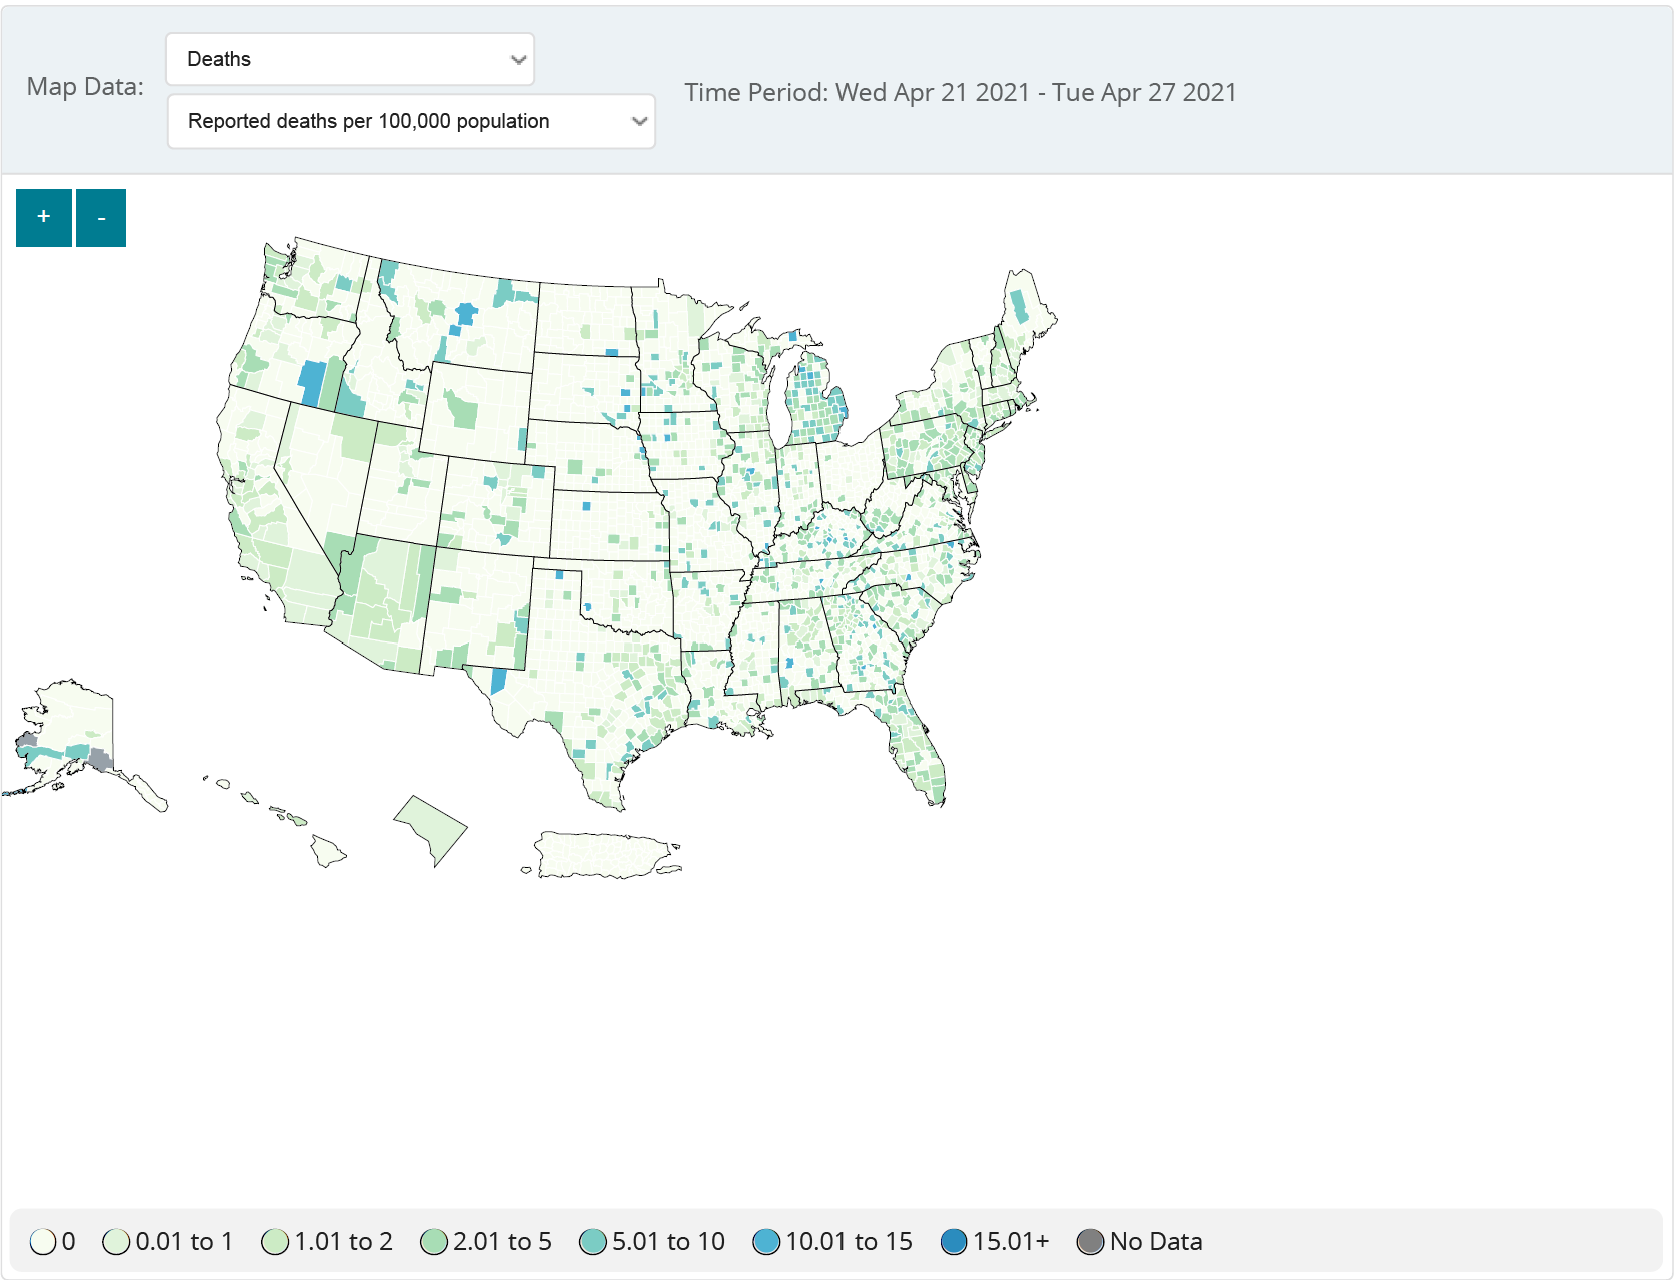 Map Data:
Deaths
Reported deaths per 100,000 population
Time Period: Wed Apr 21 2021 - Tue Apr 27 2021
+ -
0 0.01 to 1 1.01 to 2 2.01 to 5 5.01 to 10 10.01 to 15 15.01+ No Data